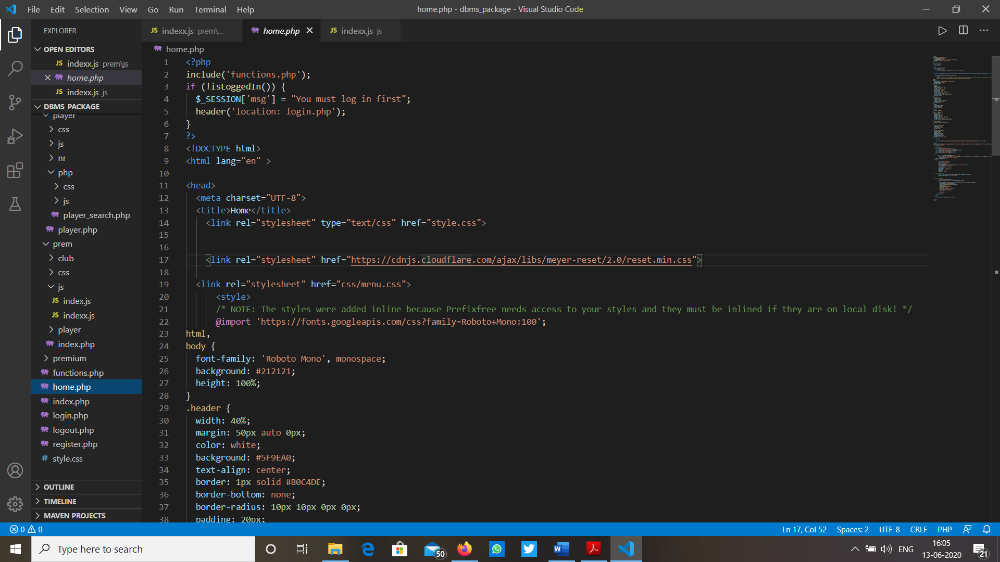 File Edit Selection View Go Run Terminal Help
home.php - dbms_package - Visual Studio Code
EXPLORER
OPEN EDITORS
JS indexx.js prem\js
home.php
JS indexx.js js
DBMS_PACKAGE
player
css
js
nr
php
css
js
player_search.php
player.php
prem
club
css
js
JS index.js
JS indexx.js
player
index.php
premium
functions.php
home.php
index.php
login.php
logout.php
register.php
# style.css
OUTLINE
TIMELINE
MAVEN PROJECTS
JS indexx.js prem\...
home.php
JS indexx.js js
home.php
1 <?php
2 include('functions.php');
3 if (!isLoggedIn()) {
4 $_SESSION['msg'] = "You must log in first";
5 header('location: login.php');
6 }
7 ?>
8 <!DOCTYPE html>
9 <html lang="en" >
10
11 <head>
12 <meta charset="UTF-8">
13 <title>Home</title>
14 <link rel="stylesheet" type="text/css" href="style.css">
15
16
17 <link rel="stylesheet" href="https://cdnjs.cloudflare.com/ajax/libs/meyer-reset/2.0/reset.min.css">
18
19 <link rel="stylesheet" href="css/menu.css">
20 <style>
21 /* NOTE: The styles were added inline because Prefixfree needs access to your styles and they must be inlined if they are on local disk! */
22 @import 'https://fonts.googleapis.com/css?family=Roboto+Mono:100';
23 html,
24 body {
25 font-family: 'Roboto Mono', monospace;
26 background: #212121;
27 height: 100%;
28 }
29 .header {
30 width: 40%;
31 margin: 50px auto 0px;
32 color: white;
33 background: #5F9EA0;
34 text-align: center;
35 border: 1px solid #B0C4DE;
36 border-bottom: none;
37 border-radius: 10px 10px 0px 0px;
38 padding: 20px;
0 0
Ln 17, Col 52 Spaces: 2 UTF-8 CRLF PHP
Type here to search
50
ENG
16:05
13-06-2020
21